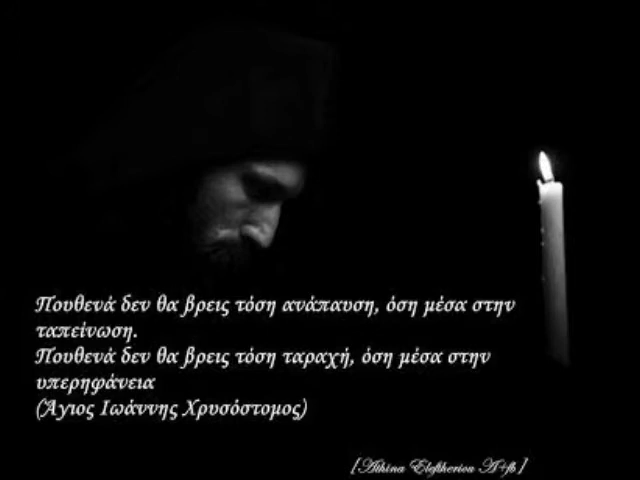 Πουθενά δεν θα βρεις τόση ανάπαυση, όση μέσα στην
ταπείνωση.
Πουθενά δεν θα βρεις τόση ταραχή, όση μέσα στην
υπερηφάνεια
(Άγιος Ιωάννης Χρυσόστομος)
[Athina Eleftheriou A+fb]